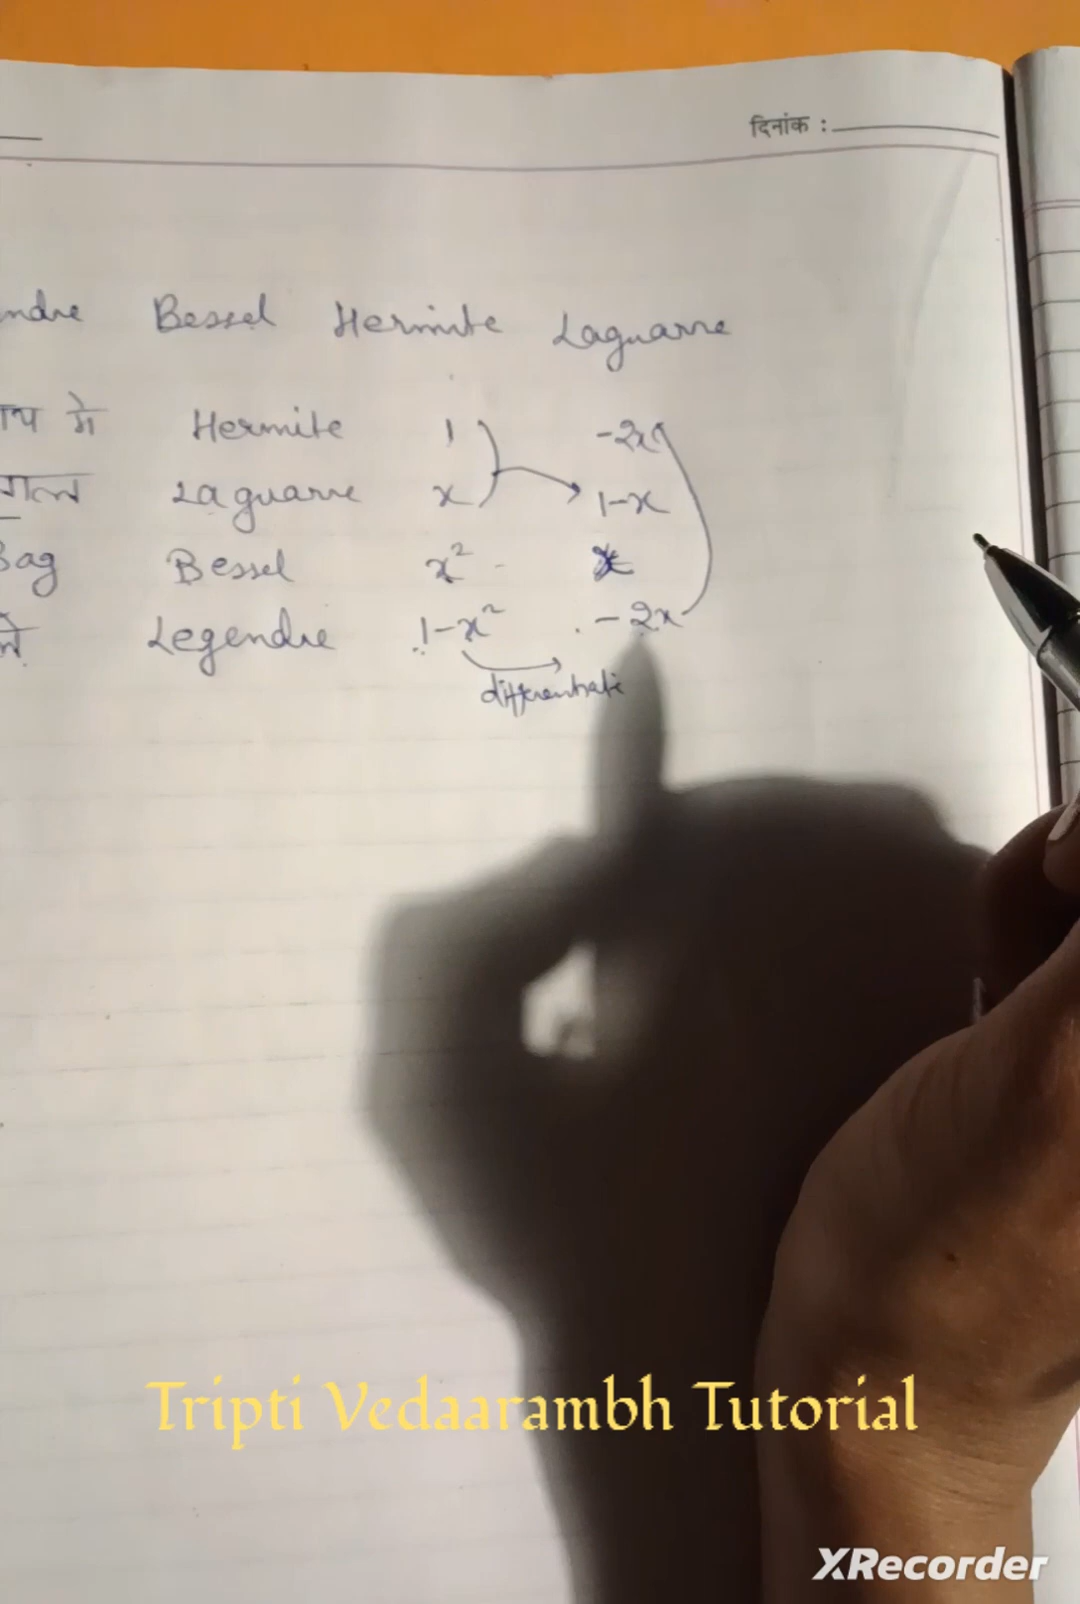 दिनांक :
Bessel Hermite Laguarre
में Hermite 1 -2x
Laguarre x 1-x
Bag Bessel x² - x
ने Legendre 1-x² -2x
differentiate
Tripti Vedaarambh Tutorial
XRecorder